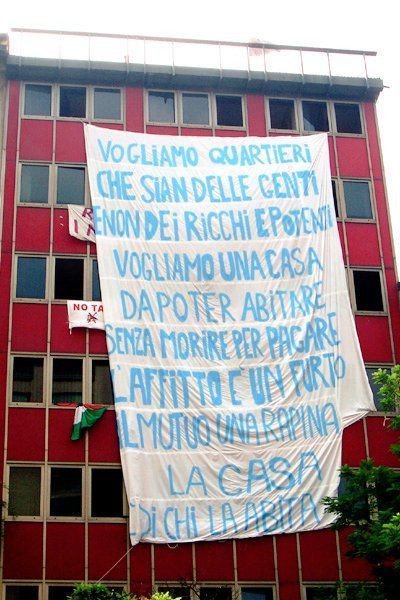 VOGLIAMO QUARTIERI
CHE SIAN DELLE GENTI
E NON DEI RICCHI E POTENTI
VOGLIAMO UNA CASA
DA POTER ABITARE
SENZA MORIRE PER PAGARE
L'AFFITTO E' UN FURTO
IL MUTUO UNA RAPINA
LA CASA
E' DI CHI LA ABITA
NO TA